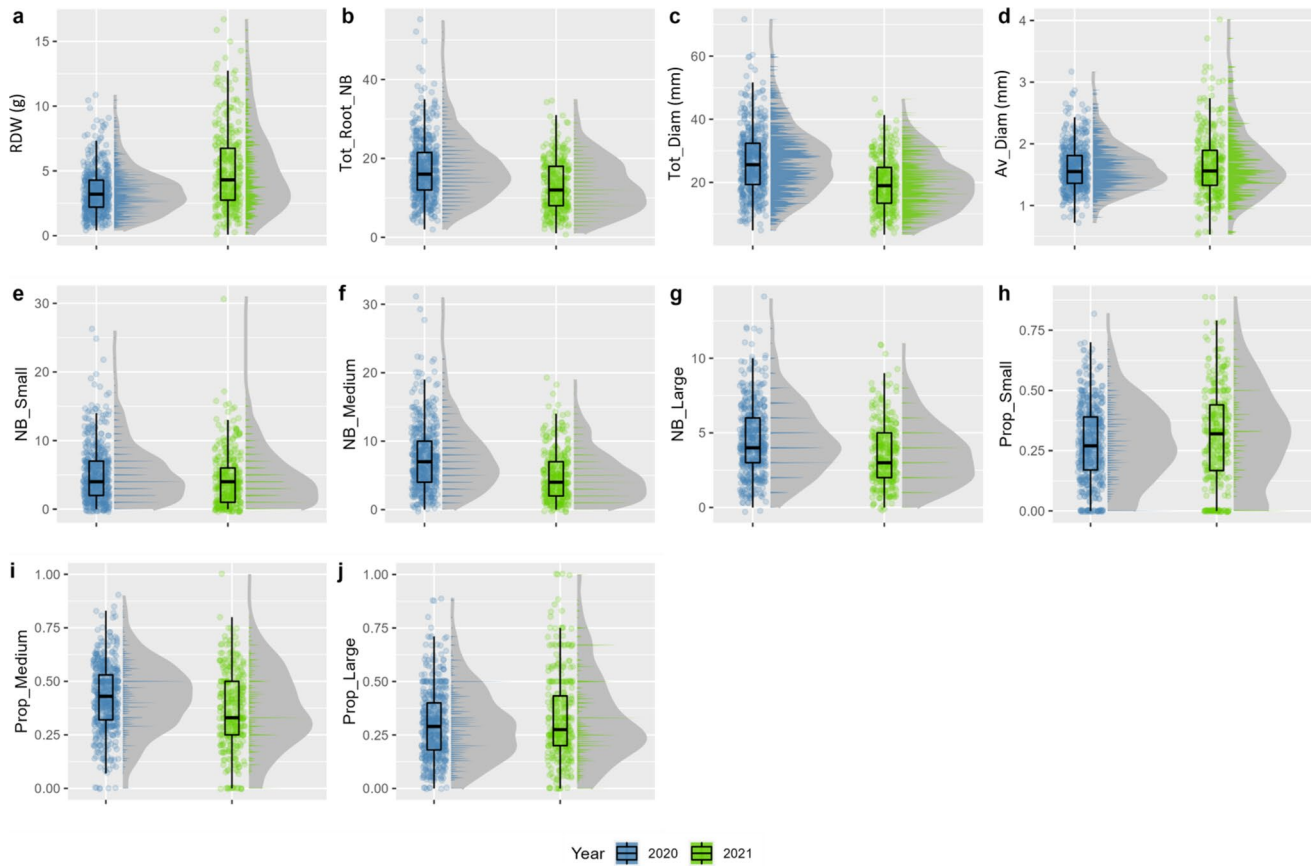 a b c d
RDW (g)
15
10
5
0
Tot_Root_NB
40
20
0
Tot_Diam (mm)
60
40
20
Av_Diam (mm)
4
3
2
1
e f g h
NB_Small
30
20
10
0
NB_Medium
30
20
10
0
NB_Large
10
5
0
Prop_Small
0.75
0.50
0.25
0.00
i j
Prop_Medium
1.00
0.75
0.50
0.25
0.00
Prop_Large
1.00
0.75
0.50
0.25
0.00
Year 2020 2021